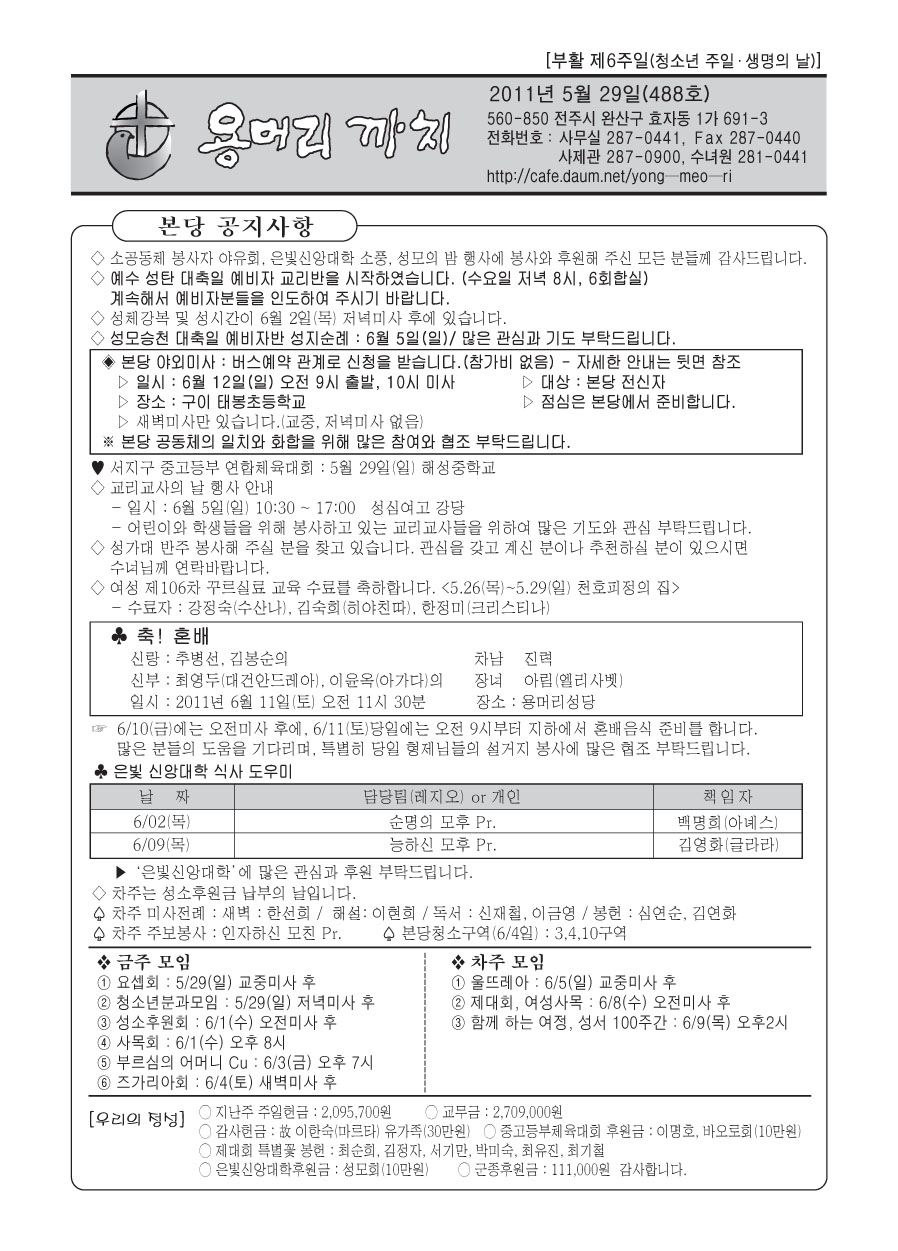 [부활 제6주일(청소년 주일 · 생명의 날)]
용머리 까치
2011년 5월 29일(488호)
560-850 전주시 완산구 효자동 1가 691-3
전화번호 : 사무실 287-0441, Fax 287-0440
사제관 287-0900, 수녀원 281-0441
http://cafe.daum.net/yong─meo─ri
본당 공지사항
◇ 소공동체 봉사자 야유회, 은빛신앙대학 소풍, 성모의 밤 행사에 봉사와 후원해 주신 모든 분들께 감사드립니다.
◇ 예수 성탄 대축일 예비자 교리반을 시작하였습니다. (수요일 저녁 8시, 6회합실)
계속해서 예비자분들을 인도하여 주시기 바랍니다.
◇ 성체강복 및 성시간이 6월 2일(목) 저녁미사 후에 있습니다.
◇ 성모승천 대축일 예비자반 성지순례 : 6월 5일(일)/ 많은 관심과 기도 부탁드립니다.
◈ 본당 야외미사 : 버스예약 관계로 신청을 받습니다.(참가비 없음) - 자세한 안내는 뒷면 참조
▷ 일시 : 6월 12일(일) 오전 9시 출발, 10시 미사 ▷ 대상 : 본당 전신자
▷ 장소 : 구이 태봉초등학교 ▷ 점심은 본당에서 준비합니다.
▷ 새벽미사만 있습니다.(교중, 저녁미사 없음)
※ 본당 공동체의 일치와 화합을 위해 많은 참여와 협조 부탁드립니다.
♥ 서지구 중고등부 연합체육대회 : 5월 29일(일) 해성중학교
◇ 교리교사의 날 행사 안내
- 일시 : 6월 5일(일) 10:30 ~ 17:00 성심여고 강당
- 어린이와 학생들을 위해 봉사하고 있는 교리교사들을 위하여 많은 기도와 관심 부탁드립니다.
◇ 성가대 반주 봉사해 주실 분을 찾고 있습니다. 관심을 갖고 계신 분이나 추천하실 분이 있으시면
수녀님께 연락바랍니다.
◇ 여성 제106차 꾸르실료 교육 수료를 축하합니다. <5.26(목)~5.29(일) 천호피정의 집>
- 수료자 : 강정숙(수산나), 김숙희(히야친따), 한정미(크리스티나)
♣ 축! 혼배
신랑 : 추병선, 김봉순의 차남 진력
신부 : 최영두(대건안드레아), 이윤옥(아가다)의 장녀 아림(엘리사벳)
일시 : 2011년 6월 11일(토) 오전 11시 30분 장소 : 용머리성당
☞ 6/10(금)에는 오전미사 후에, 6/11(토)당일에는 오전 9시부터 지하에서 혼배음식 준비를 합니다.
많은 분들의 도움을 기다리며, 특별히 당일 형제님들의 설거지 봉사에 많은 협조 부탁드립니다.
♣ 은빛 신앙대학 식사 도우미
날 짜 담당팀(레지오) or 개인 책임자
6/02(목) 순명의 모후 Pr. 백명희(아녜스)
6/09(목) 능하신 모후 Pr. 김영화(글라라)
▶ '은빛신앙대학'에 많은 관심과 후원 부탁드립니다.
◇ 차주는 성소후원금 납부의 날입니다.
♤ 차주 미사전례 : 새벽 : 한선희 / 해설: 이현희 / 독서 : 신재철, 이금영 / 봉헌 : 심연순, 김연화
♤ 차주 주보봉사 : 인자하신 모친 Pr. ♤ 본당청소구역(6/4일) : 3,4,10구역
❖ 금주 모임
① 요셉회 : 5/29(일) 교중미사 후
② 청소년분과모임 : 5/29(일) 저녁미사 후
③ 성소후원회 : 6/1(수) 오전미사 후
④ 사목회 : 6/1(수) 오후 8시
⑤ 부르심의 어머니 Cu : 6/3(금) 오후 7시
⑥ 즈가리아회 : 6/4(토) 새벽미사 후
❖ 차주 모임
① 울뜨레아 : 6/5(일) 교중미사 후
② 제대회, 여성사목 : 6/8(수) 오전미사 후
③ 함께 하는 여정, 성서 100주간 : 6/9(목) 오후2시
[우리의 정성] ○ 지난주 주일헌금 : 2,095,700원 ○ 교무금 : 2,709,000원
○ 감사헌금 : 故 이한숙(마르타) 유가족(30만원) ○ 중고등부체육대회 후원금 : 이명호, 바오로회(10만원)
○ 제대회 특별꽃 봉헌 : 최순희, 김정자, 서기만, 박미숙, 최유진, 최기철
○ 은빛신앙대학후원금 : 성모회(10만원) ○ 군종후원금 : 111,000원 감사합니다.